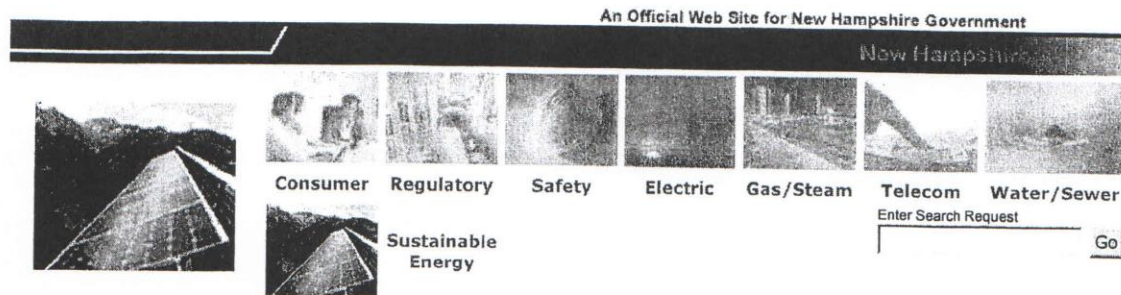 An Official Web Site for New Hampshire Government
New Hampshire
Consumer Regulatory Safety Electric Gas/Steam Telecom Water/Sewer
Enter Search Request
Go
Sustainable
Energy